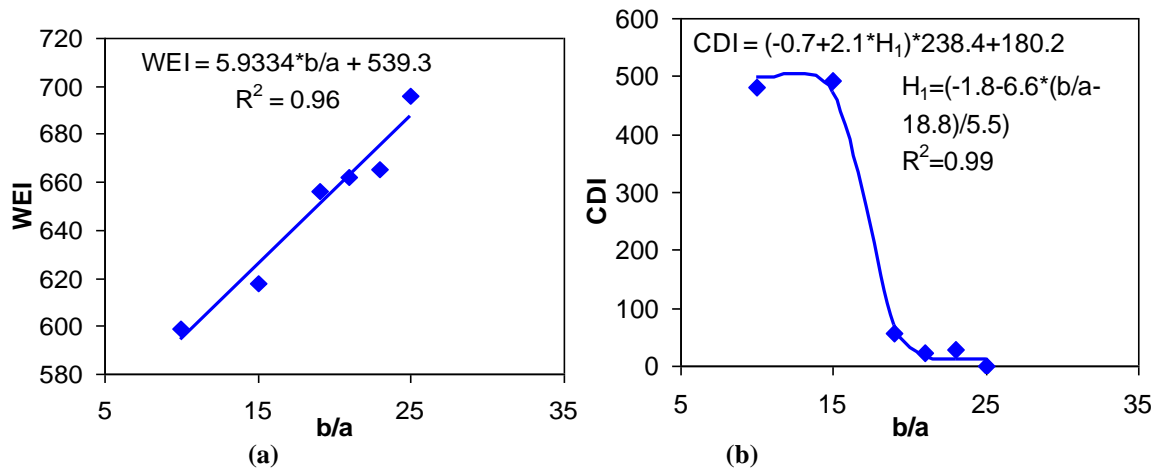 720
700
680
660
640
620
600
580
WEI
WEI = 5.9334*b/a + 539.3
R² = 0.96
5 15 25 35
b/a
(a)
600
500
400
300
200
100
0
CDI
CDI = (-0.7+2.1*H₁)*238.4+180.2
H₁=(-1.8-6.6*(b/a-
18.8)/5.5)
R²=0.99
5 15 25 35
b/a
(b)